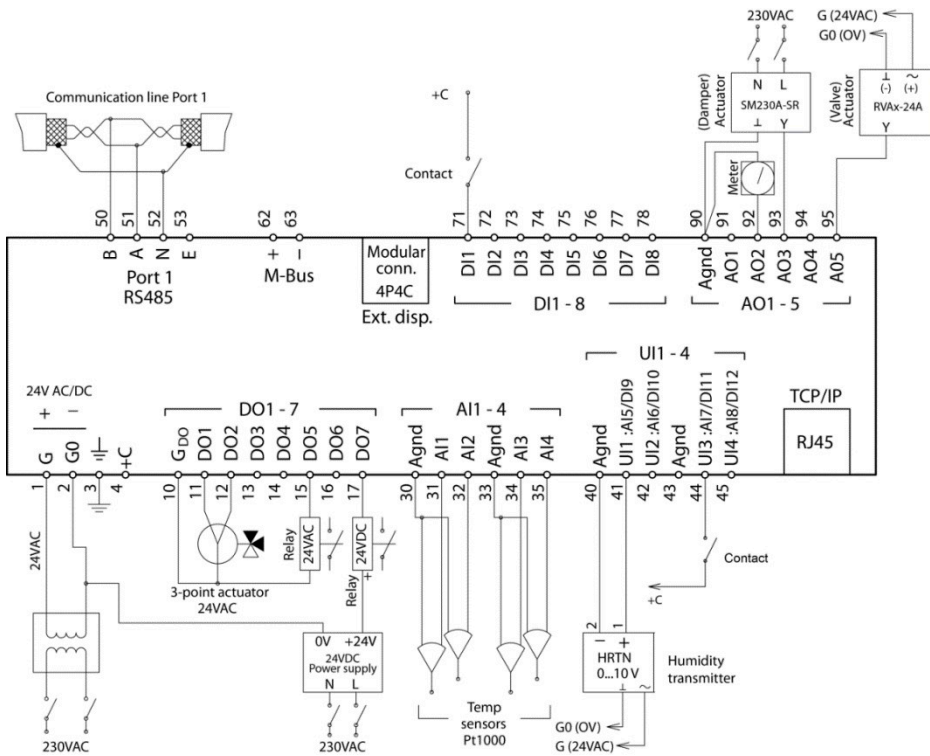 230VAC
G (24VAC)
G0 (OV)
Communication line Port 1
+C
Contact
(Damper)
Actuator
N L
SM230A-SR
⊥ Y
(Valve)
Actuator
⊥ ~
(-) (+)
RVAx-24A
Y
Meter
50 51 52 53 62 63 71 72 73 74 75 76 77 78 90 91 92 93 94 95
B A N E
Port 1
RS485
+ −
M-Bus
Modular
conn.
4P4C
Ext. disp.
DI1 DI2 DI3 DI4 DI5 DI6 DI7 DI8
DI1 - 8
Agnd AO1 AO2 AO3 AO4 A05
AO1 - 5
24V AC/DC
+ −
G G0 +C
DO1 - 7
GDO DO1 DO2 DO3 DO4 DO5 DO6 DO7
AI1 - 4
Agnd AI1 AI2 Agnd AI3 AI4
UI1 - 4
Agnd
UI1 :AI5/DI9
UI2 :AI6/DI10
Agnd
UI3 :AI7/DI11
UI4 :AI8/DI12
TCP/IP
RJ45
1 2 3 4 10 11 12 13 14 15 16 17 30 31 32 33 34 35 40 41 42 43 44 45
24VAC
3-point actuator
24VAC
Relay
24VAC
Relay
24VDC
+
0V +24V
24VDC
Power supply
N L
230VAC
230VAC
Temp
sensors
Pt1000
2 1
− +
HRTN
0...10 V
⊥ ~
Humidity
transmitter
G0 (OV)
G (24VAC)
Contact
+C